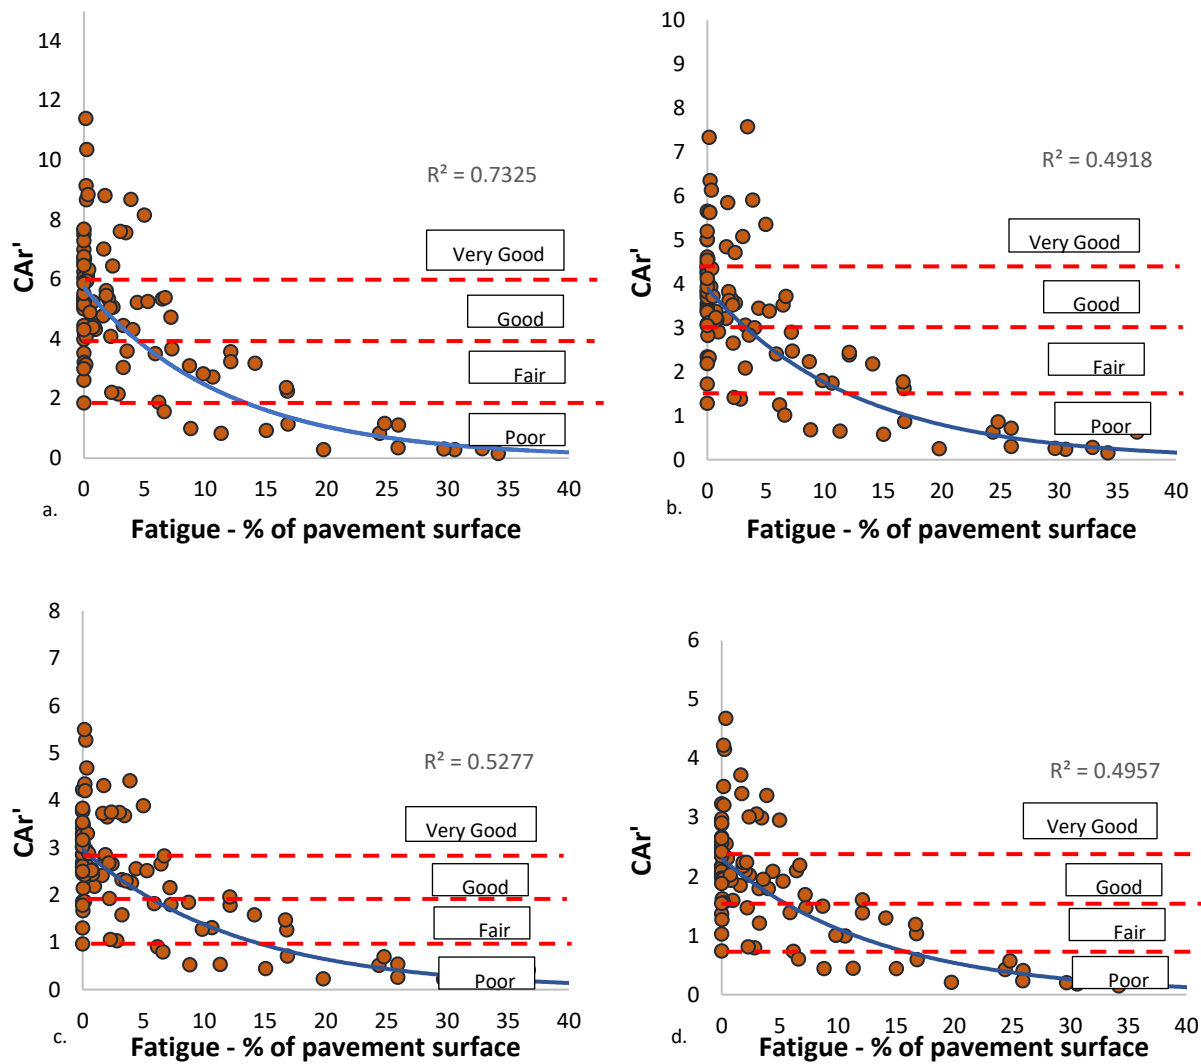 14
12
10
8
6
4
2
0
CAr'
R² = 0.7325
Very Good
Good
Fair
Poor
0 5 10 15 20 25 30 35 40
a.
Fatigue - % of pavement surface
10
9
8
7
6
5
4
3
2
1
0
CAr'
R² = 0.4918
Very Good
Good
Fair
Poor
0 5 10 15 20 25 30 35 40
b.
Fatigue - % of pavement surface
8
7
6
5
4
3
2
1
0
CAr'
R² = 0.5277
Very Good
Good
Fair
Poor
0 5 10 15 20 25 30 35 40
c.
Fatigue - % of pavement surface
6
5
4
3
2
1
0
CAr'
R² = 0.4957
Very Good
Good
Fair
Poor
0 5 10 15 20 25 30 35 40
d.
Fatigue - % of pavement surface